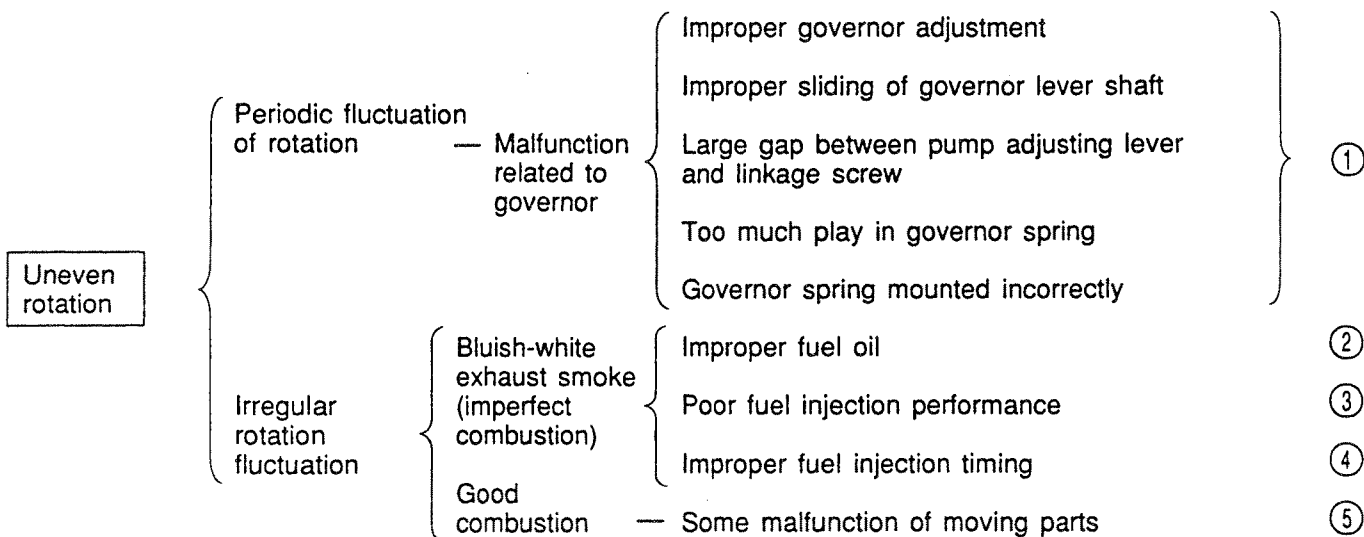 Uneven
rotation
Periodic fluctuation
of rotation
— Malfunction
related to
governor
Improper governor adjustment
Improper sliding of governor lever shaft
Large gap between pump adjusting lever
and linkage screw
Too much play in governor spring
Governor spring mounted incorrectly
①
Irregular
rotation
fluctuation
Bluish-white
exhaust smoke
(imperfect
combustion)
Improper fuel oil
②
Poor fuel injection performance
③
Improper fuel injection timing
④
Good
combustion
— Some malfunction of moving parts
⑤